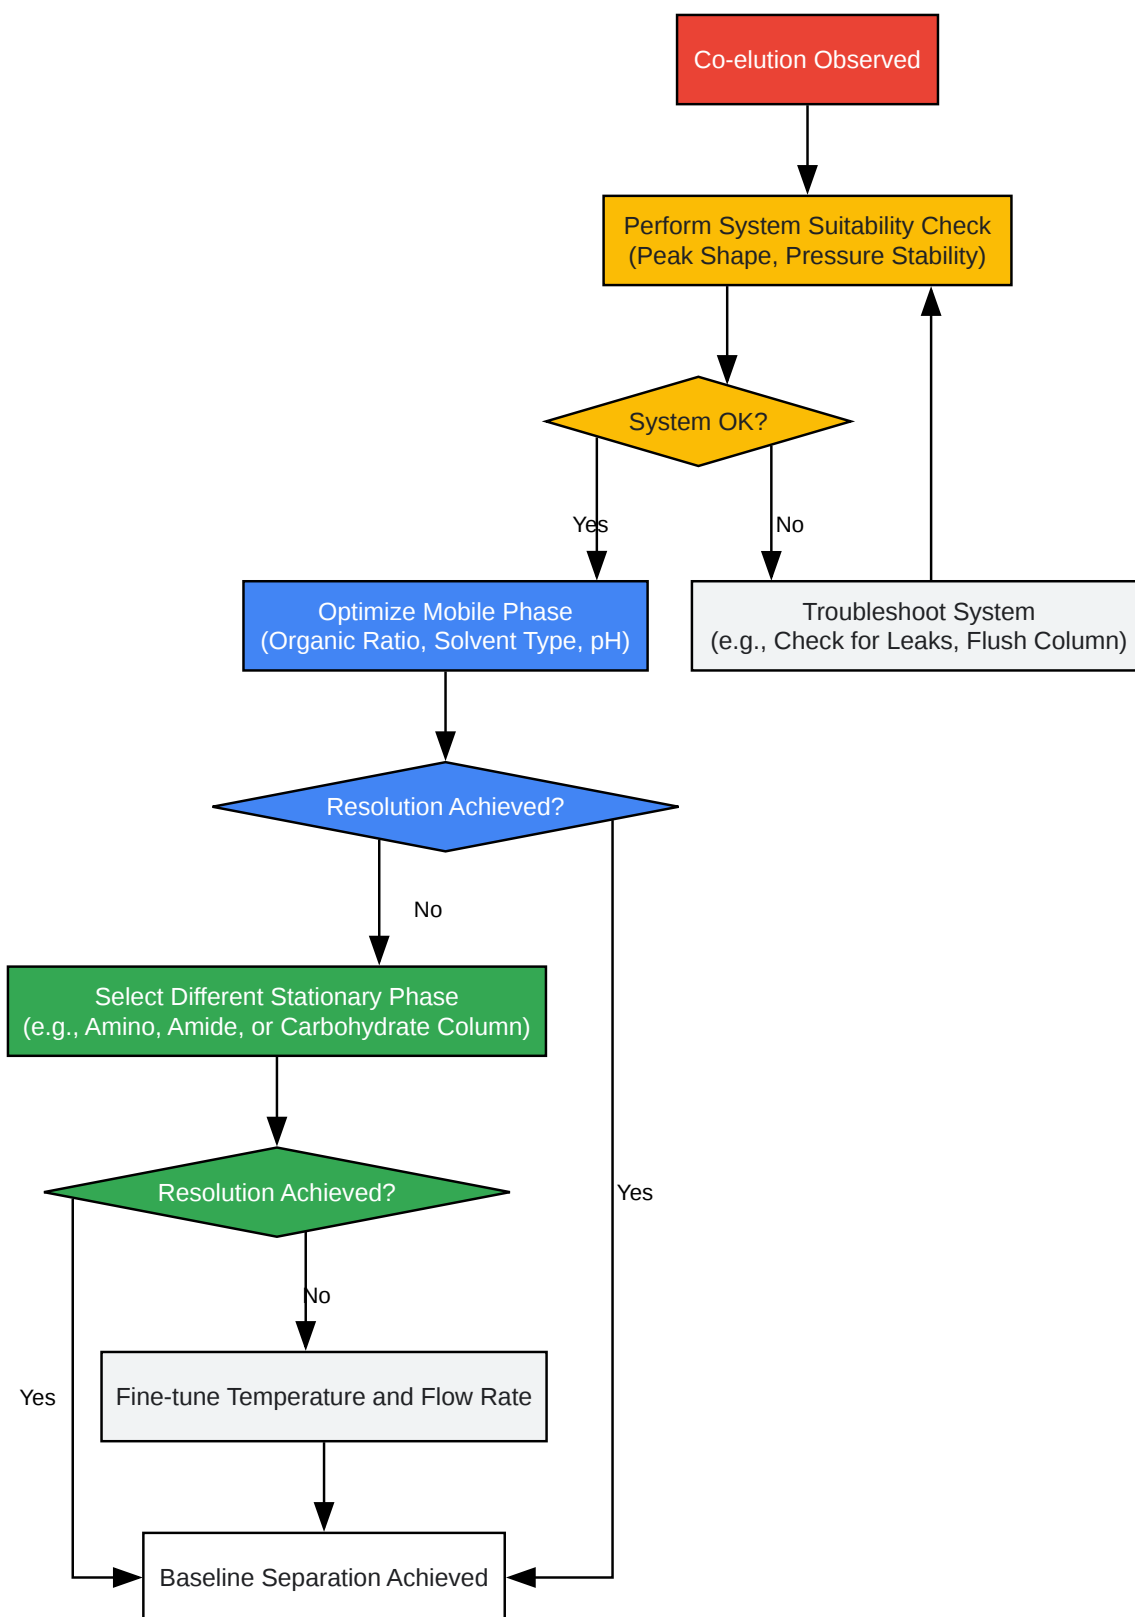 Co-elution Observed
Perform System Suitability Check
(Peak Shape, Pressure Stability)
System OK?
Yes
No
Optimize Mobile Phase
(Organic Ratio, Solvent Type, pH)
Troubleshoot System
(e.g., Check for Leaks, Flush Column)
Resolution Achieved?
No
Select Different Stationary Phase
(e.g., Amino, Amide, or Carbohydrate Column)
Resolution Achieved?
Yes
No
Yes
Fine-tune Temperature and Flow Rate
Baseline Separation Achieved